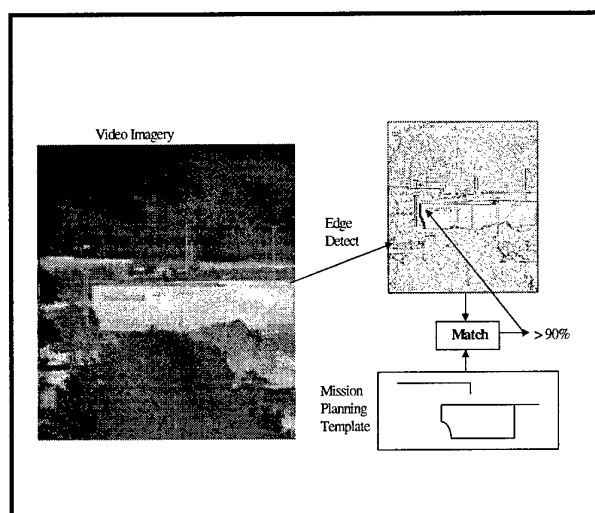 Video Imagery
Edge
Detect
Match
>90%
Mission
Planning
Template